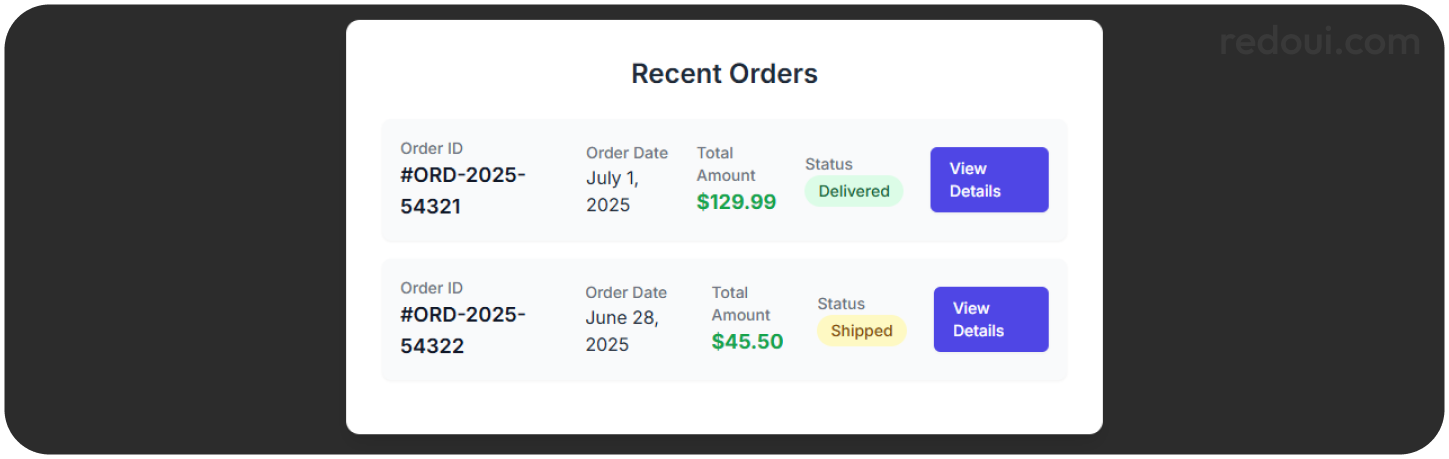 redoui.com
Recent Orders
Order ID
#ORD-2025-
54321
Order Date
July 1,
2025
Total
Amount
$129.99
Status
Delivered
View
Details
Order ID
#ORD-2025-
54322
Order Date
June 28,
2025
Total
Amount
$45.50
Status
Shipped
View
Details